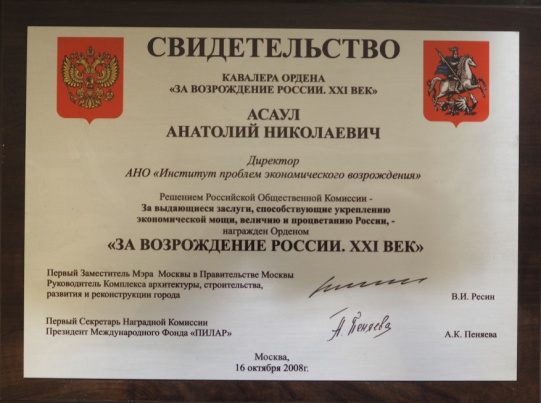 СВИДЕТЕЛЬСТВО
КАВАЛЕРА ОРДЕНА
«ЗА ВОЗРОЖДЕНИЕ РОССИИ. XXI ВЕК»
АСАУЛ
АНАТОЛИЙ НИКОЛАЕВИЧ
Директор
АНО «Институт проблем экономического возрождения»
Решением Российской Общественной Комиссии -
За выдающиеся заслуги, способствующие укреплению
экономической мощи, величию и процветанию России, -
награжден Орденом
«ЗА ВОЗРОЖДЕНИЕ РОССИИ. XXI ВЕК»
Первый Заместитель Мэра Москвы в Правительстве Москвы
Руководитель Комплекса архитектуры, строительства,
развития и реконструкции города
В.И. Ресин
Первый Секретарь Наградной Комиссии
Президент Международного Фонда «ПИЛАР»
А. Пеняева
А.К. Пеняева
Москва,
16 октября 2008г.